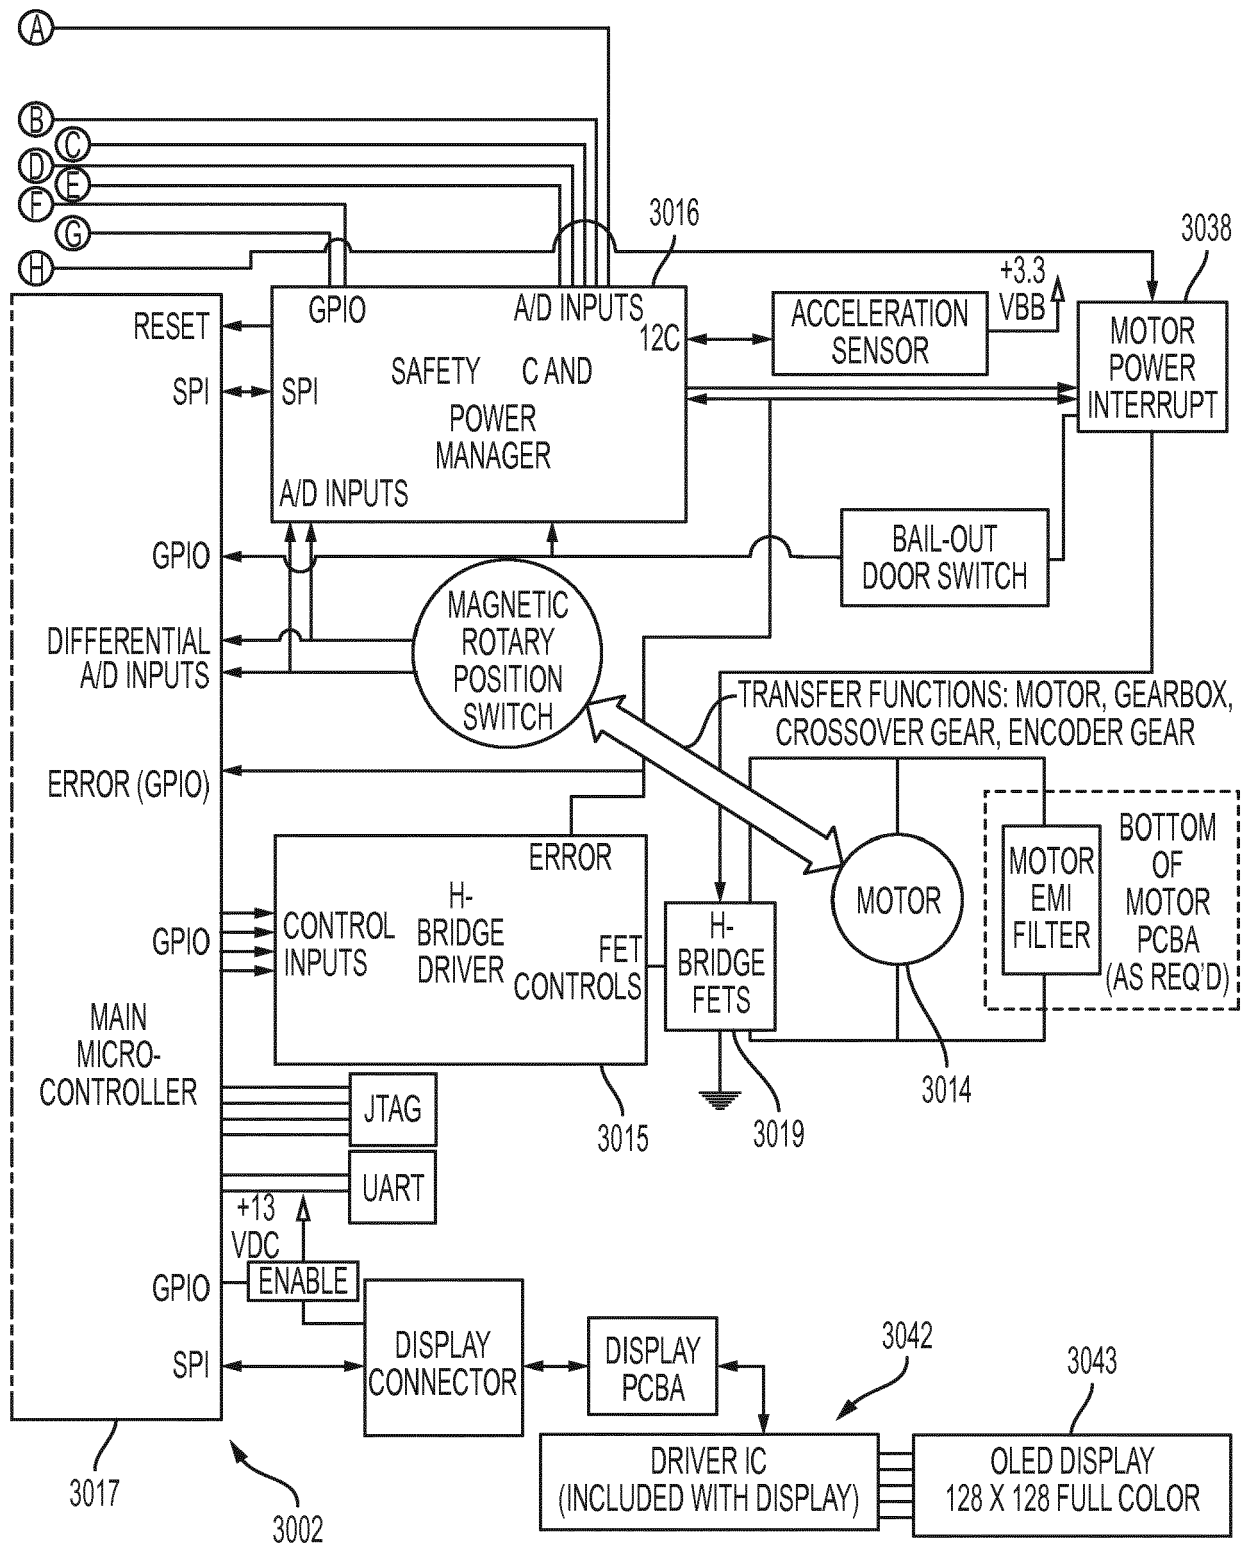 A
B
C
D
E
F
G
H
3016
3038
+3.3
VBB
GPIO
A/D INPUTS
12C
RESET
SPI
SPI
SAFETY C AND
POWER
MANAGER
A/D INPUTS
ACCELERATION
SENSOR
MOTOR
POWER
INTERRUPT
GPIO
BAIL-OUT
DOOR SWITCH
MAGNETIC
ROTARY
POSITION
SWITCH
DIFFERENTIAL
A/D INPUTS
TRANSFER FUNCTIONS: MOTOR, GEARBOX,
CROSSOVER GEAR, ENCODER GEAR
ERROR (GPIO)
ERROR
H-
BRIDGE
DRIVER
CONTROL
INPUTS
FET
CONTROLS
GPIO
H-
BRIDGE
FETS
MOTOR
MOTOR
EMI
FILTER
BOTTOM
OF
MOTOR
PCBA
(AS REQ'D)
MAIN
MICRO-
CONTROLLER
3015
3019
3014
JTAG
UART
+13
VDC
GPIO
ENABLE
SPI
DISPLAY
CONNECTOR
DISPLAY
PCBA
3042
3043
DRIVER IC
(INCLUDED WITH DISPLAY)
OLED DISPLAY
128 X 128 FULL COLOR
3017
3002